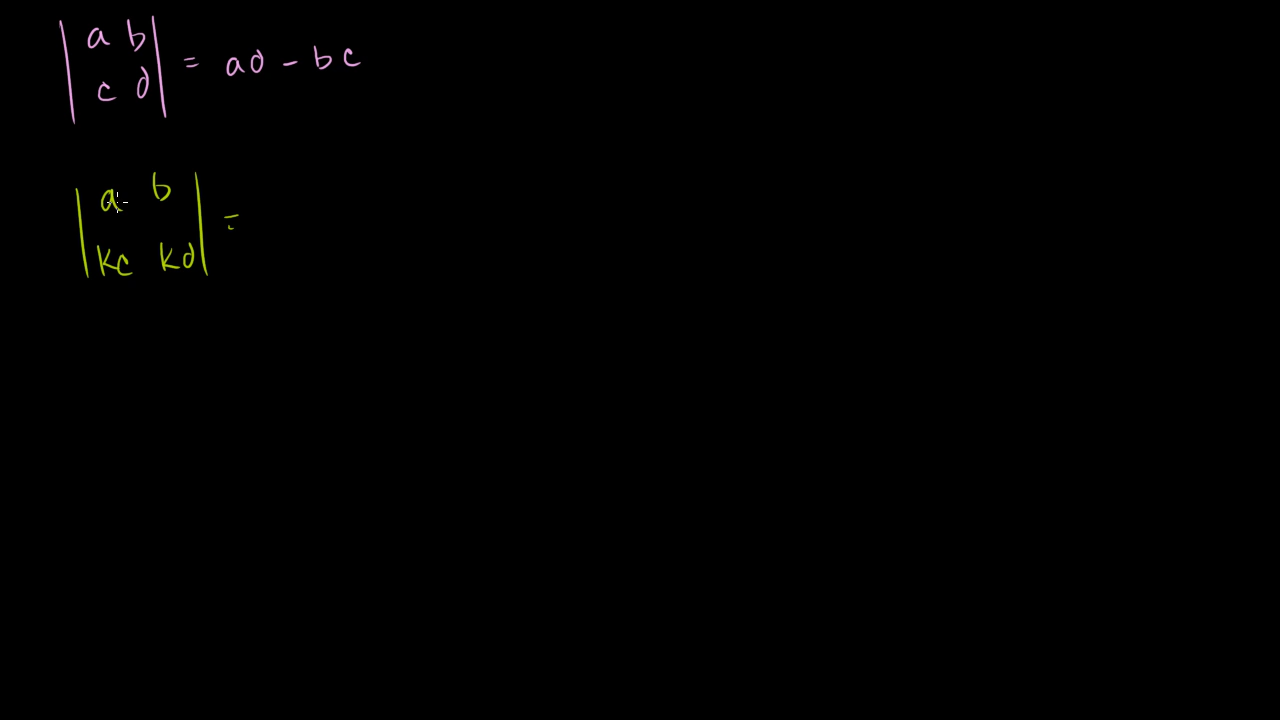 | a b |
| c d | = ad - bc
| a b |
| kc kd | =